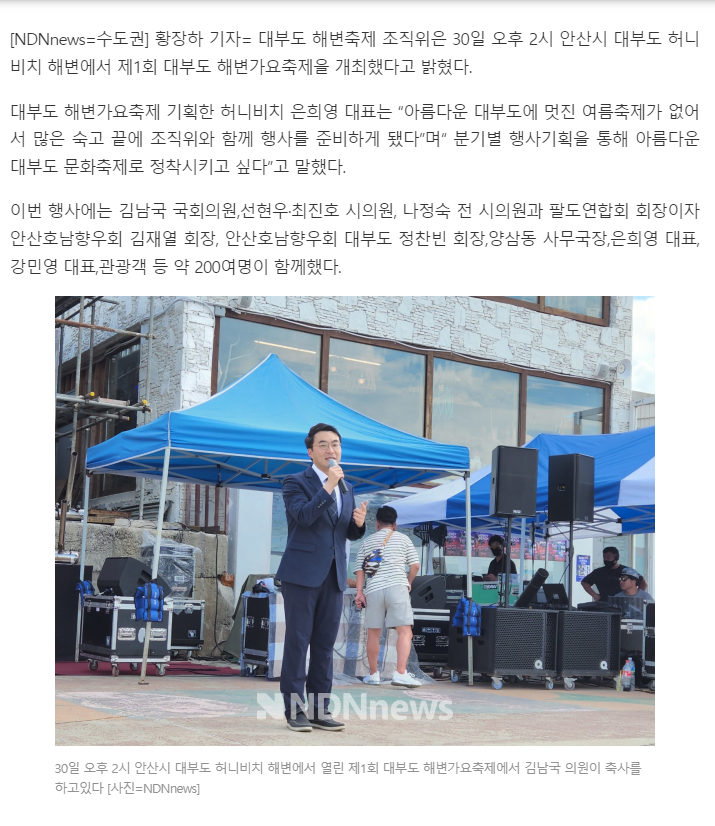 [NDNnews=수도권] 황장하 기자= 대부도 해변축제 조직위은 30일 오후 2시 안산시 대부도 허니
비치 해변에서 제1회 대부도 해변가요축제을 개최했다고 밝혔다.
대부도 해변가요축제 기획한 허니비치 은희영 대표는 “아름다운 대부도에 멋진 여름축제가 없어
서 많은 숙고 끝에 조직위와 함께 행사를 준비하게 됐다”며“ 분기별 행사기획을 통해 아름다운
대부도 문화축제로 정착시키고 싶다”고 말했다.
이번 행사에는 김남국 국회의원,선현우·최진호 시의원, 나정숙 전 시의원과 팔도연합회 회장이자
안산호남향우회 김재열 회장, 안산호남향우회 대부도 정찬빈 회장,양삼동 사무국장,은희영 대표,
강민영 대표,관광객 등 약 200여명이 함께했다.
NDNnews
30일 오후 2시 안산시 대부도 허니비치 해변에서 열린 제1회 대부도 해변가요축제에서 김남국 의원이 축사를
하고있다 [사진=NDNnews]